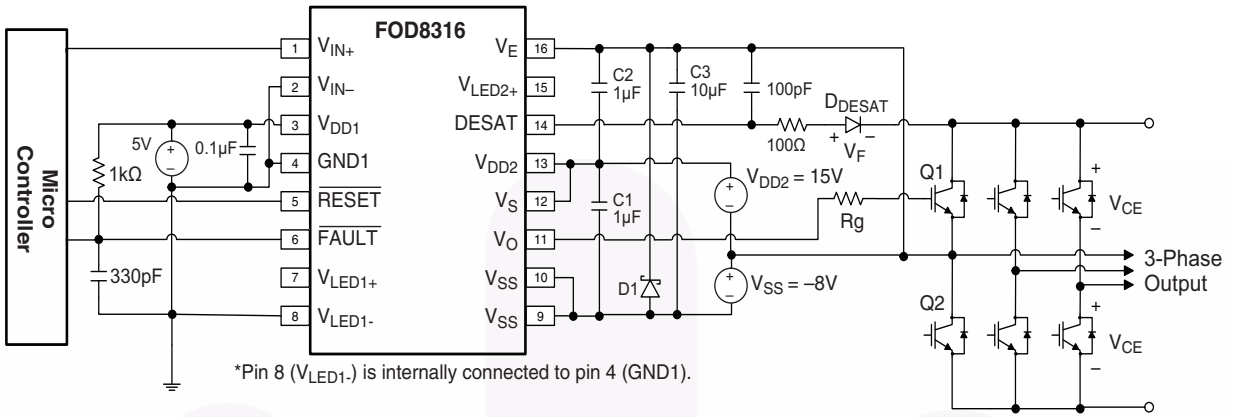 Micro
Controller
FOD8316
1 V_IN+
2 V_IN–
3 V_DD1
4 GND1
5 RESET
6 FAULT
7 V_LED1+
8 V_LED1-
V_E 16
V_LED2+ 15
DESAT 14
V_DD2 13
V_S 12
V_O 11
V_SS 10
V_SS 9
5V
+
–
0.1µF
1kΩ
330pF
C2
1µF
C3
10µF
100pF
100Ω
D_DESAT
+ –
V_F
C1
1µF
D1
+
–
V_DD2 = 15V
+
–
V_SS = –8V
Rg
Q1
+
V_CE
–
3-Phase
Output
Q2
+
V_CE
–
*Pin 8 (V_LED1-) is internally connected to pin 4 (GND1).